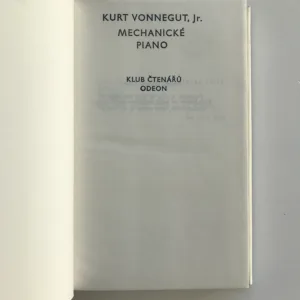 KURT VONNEGUT, Jr.
MECHANICKÉ
PIANO
KLUB ČTENÁŘŮ
ODEON